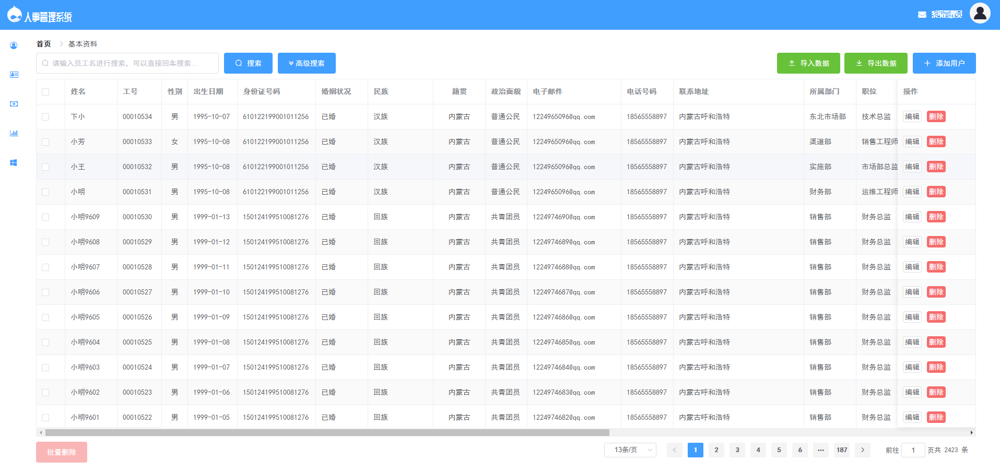 人事管理系统
系统管理员
首页 > 基本资料
请输入员工名进行搜索，可以直接回车搜索... 搜索 高级搜索 导入数据 导出数据 添加用户
姓名 工号 性别 出生日期 身份证号码 婚姻状况 民族 籍贯 政治面貌 电子邮件 电话号码 联系地址 所属部门 职位 操作
下小 00010534 男 1995-10-07 610122199001011256 已婚 汉族 内蒙古 普通公民 1224965096@qq.com 18565558897 内蒙古呼和浩特 东北市场部 技术总监 编辑 删除
小芳 00010533 女 1995-10-08 610122199001011256 已婚 汉族 内蒙古 普通公民 1224965096@qq.com 18565558897 内蒙古呼和浩特 渠道部 销售工程师 编辑 删除
小王 00010532 男 1995-10-08 610122199001011256 已婚 汉族 内蒙古 普通公民 1224965096@qq.com 18565558897 内蒙古呼和浩特 实施部 市场部总监 编辑 删除
小明 00010531 男 1995-10-08 610122199001011256 已婚 汉族 内蒙古 普通公民 1224965096@qq.com 18565558897 内蒙古呼和浩特 财务部 运维工程师 编辑 删除
小明9609 00010530 男 1999-01-13 150124199510081276 已婚 回族 内蒙古 共青团员 1224974690@qq.com 18565558897 内蒙古呼和浩特 销售部 财务总监 编辑 删除
小明9608 00010529 男 1999-01-12 150124199510081276 已婚 回族 内蒙古 共青团员 1224974689@qq.com 18565558897 内蒙古呼和浩特 销售部 财务总监 编辑 删除
小明9607 00010528 男 1999-01-11 150124199510081276 已婚 回族 内蒙古 共青团员 1224974688@qq.com 18565558897 内蒙古呼和浩特 销售部 财务总监 编辑 删除
小明9606 00010527 男 1999-01-10 150124199510081276 已婚 回族 内蒙古 共青团员 1224974687@qq.com 18565558897 内蒙古呼和浩特 销售部 财务总监 编辑 删除
小明9605 00010526 男 1999-01-09 150124199510081276 已婚 回族 内蒙古 共青团员 1224974686@qq.com 18565558897 内蒙古呼和浩特 销售部 财务总监 编辑 删除
小明9604 00010525 男 1999-01-08 150124199510081276 已婚 回族 内蒙古 共青团员 1224974685@qq.com 18565558897 内蒙古呼和浩特 销售部 财务总监 编辑 删除
小明9603 00010524 男 1999-01-07 150124199510081276 已婚 回族 内蒙古 共青团员 1224974684@qq.com 18565558897 内蒙古呼和浩特 销售部 财务总监 编辑 删除
小明9602 00010523 男 1999-01-06 150124199510081276 已婚 回族 内蒙古 共青团员 1224974683@qq.com 18565558897 内蒙古呼和浩特 销售部 财务总监 编辑 删除
小明9601 00010522 男 1999-01-05 150124199510081276 已婚 回族 内蒙古 共青团员 1224974682@qq.com 18565558897 内蒙古呼和浩特 销售部 财务总监 编辑 删除
批量删除 13条/页 < 1 2 3 4 5 6 ••• 187 > 前往 1 页共 2423 条